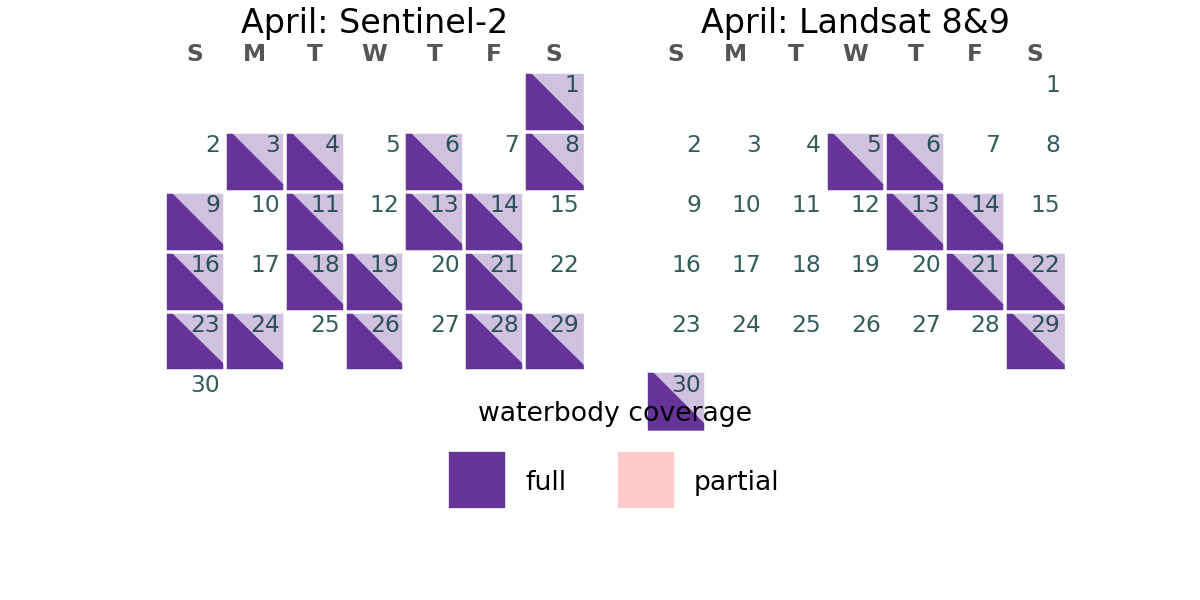 April: Sentinel-2
S M T W T F S
1
2 3 4 5 6 7 8
9 10 11 12 13 14 15
16 17 18 19 20 21 22
23 24 25 26 27 28 29
30
April: Landsat 8&9
S M T W T F S
1
2 3 4 5 6 7 8
9 10 11 12 13 14 15
16 17 18 19 20 21 22
23 24 25 26 27 28 29
30
waterbody coverage
full partial